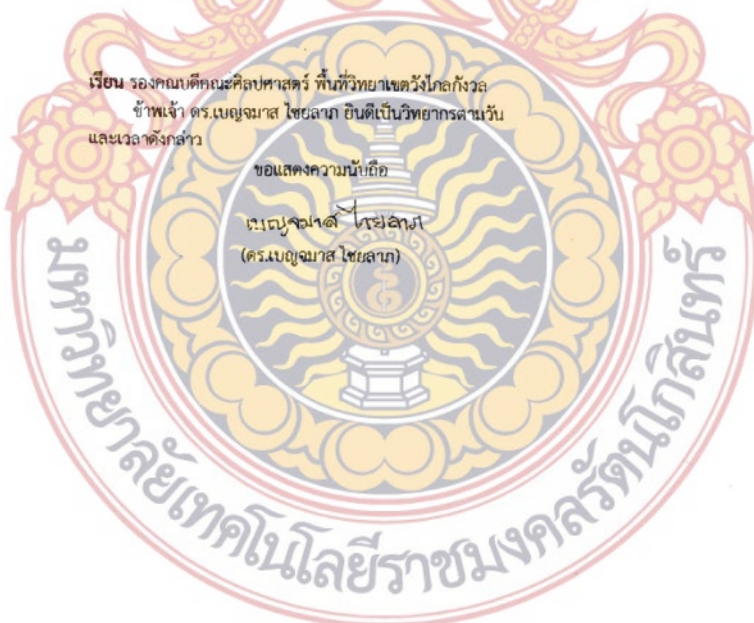 เรียน รองคณบดีคณะศิลปศาสตร์ พื้นที่วิทยาเขตวังไกลกังวล
ข้าพเจ้า ดร.เบญจมาส ไชยลาภ ยินดีเป็นวิทยากรตามวัน
และเวลาดังกล่าว
ขอแสดงความนับถือ
เบญจมาส ไชยลาภ
(ดร.เบญจมาส ไชยลาภ)
มหาวิทยาลัยเทคโนโลยีราชมงคลรัตนโกสินทร์